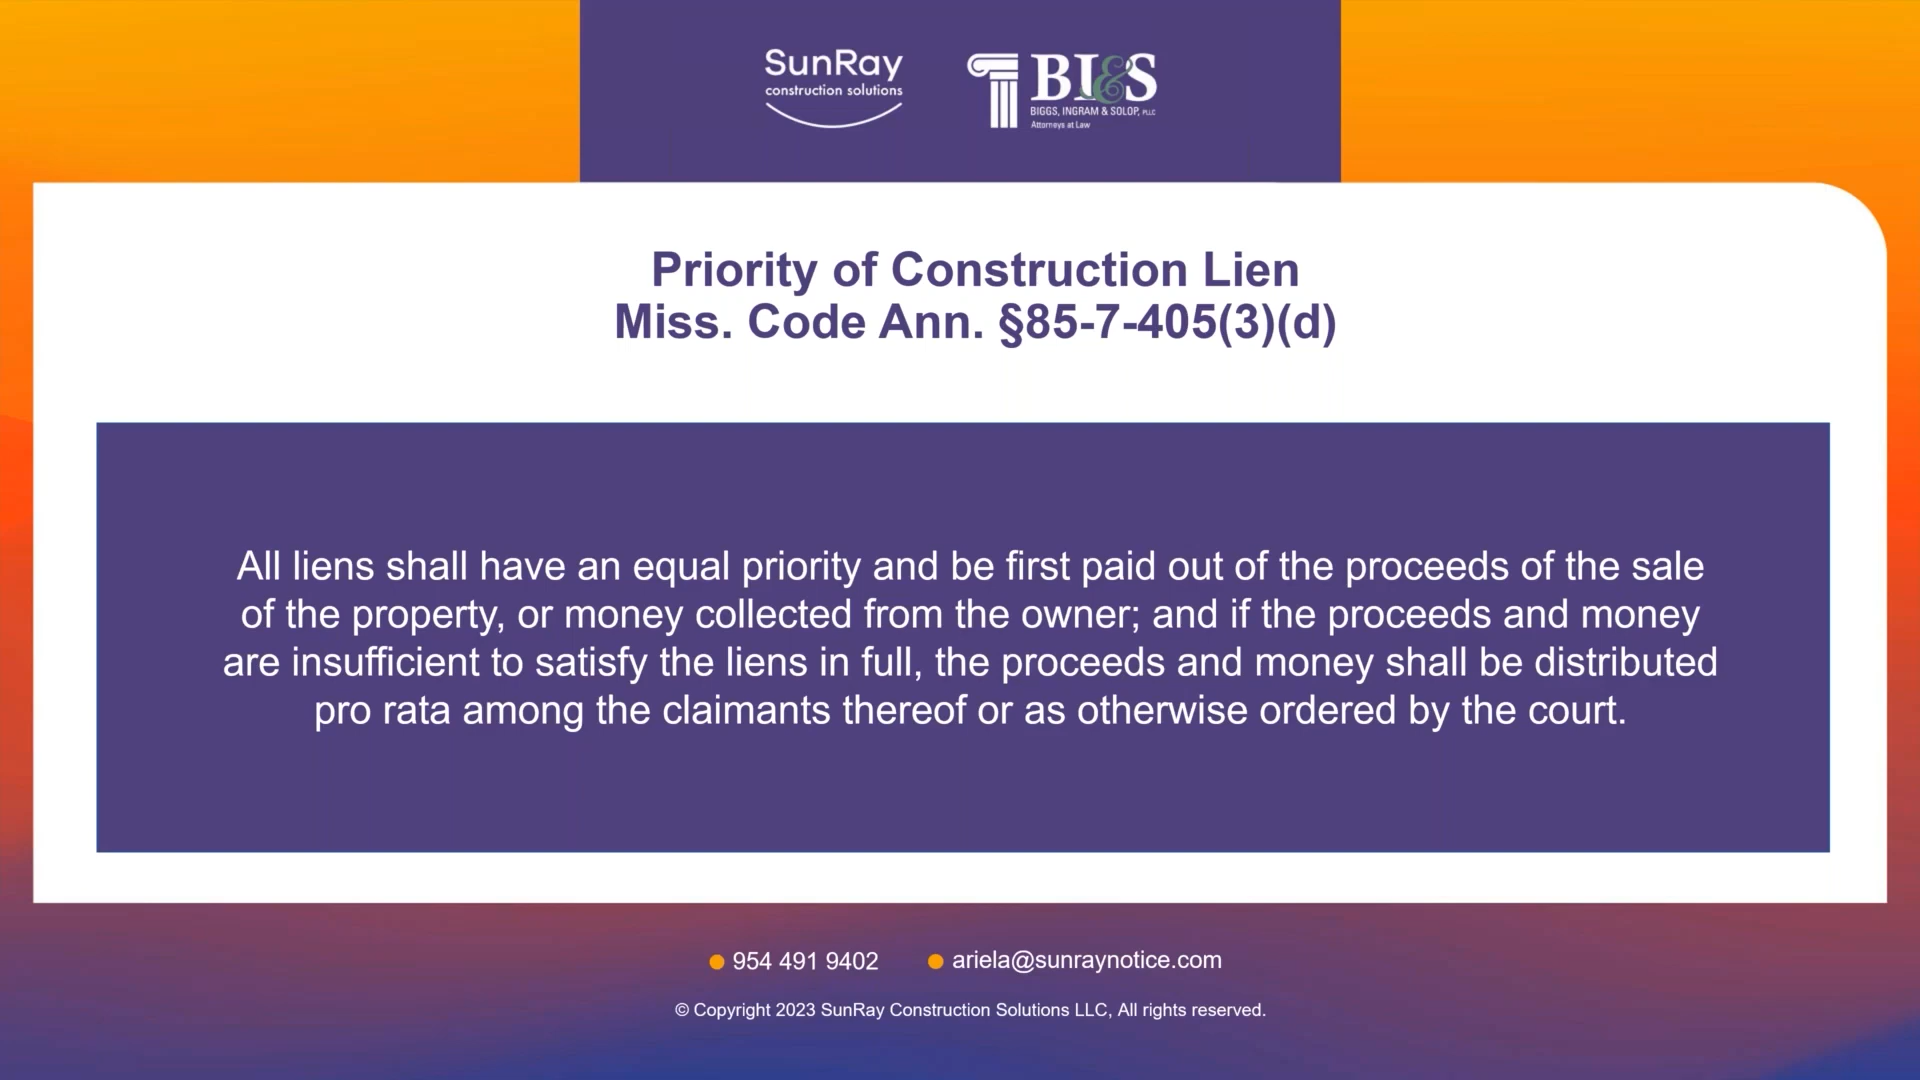 SunRay
construction solutions
BI&S
BIGGS, INGRAM & SOLOP, PLLC
Attorneys at Law
Priority of Construction Lien
Miss. Code Ann. §85-7-405(3)(d)
All liens shall have an equal priority and be first paid out of the proceeds of the sale
of the property, or money collected from the owner; and if the proceeds and money
are insufficient to satisfy the liens in full, the proceeds and money shall be distributed
pro rata among the claimants thereof or as otherwise ordered by the court.
954 491 9402
ariela@sunraynotice.com
© Copyright 2023 SunRay Construction Solutions LLC, All rights reserved.